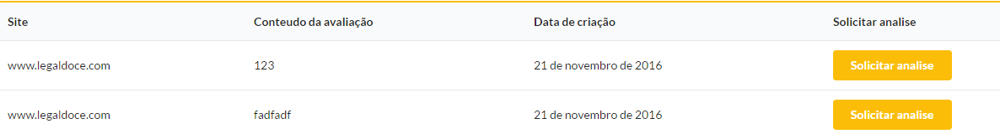 Site Conteudo da avaliação Data de criação Solicitar analise
www.legaldoce.com 123 21 de novembro de 2016 Solicitar analise
www.legaldoce.com fadfadf 21 de novembro de 2016 Solicitar analise